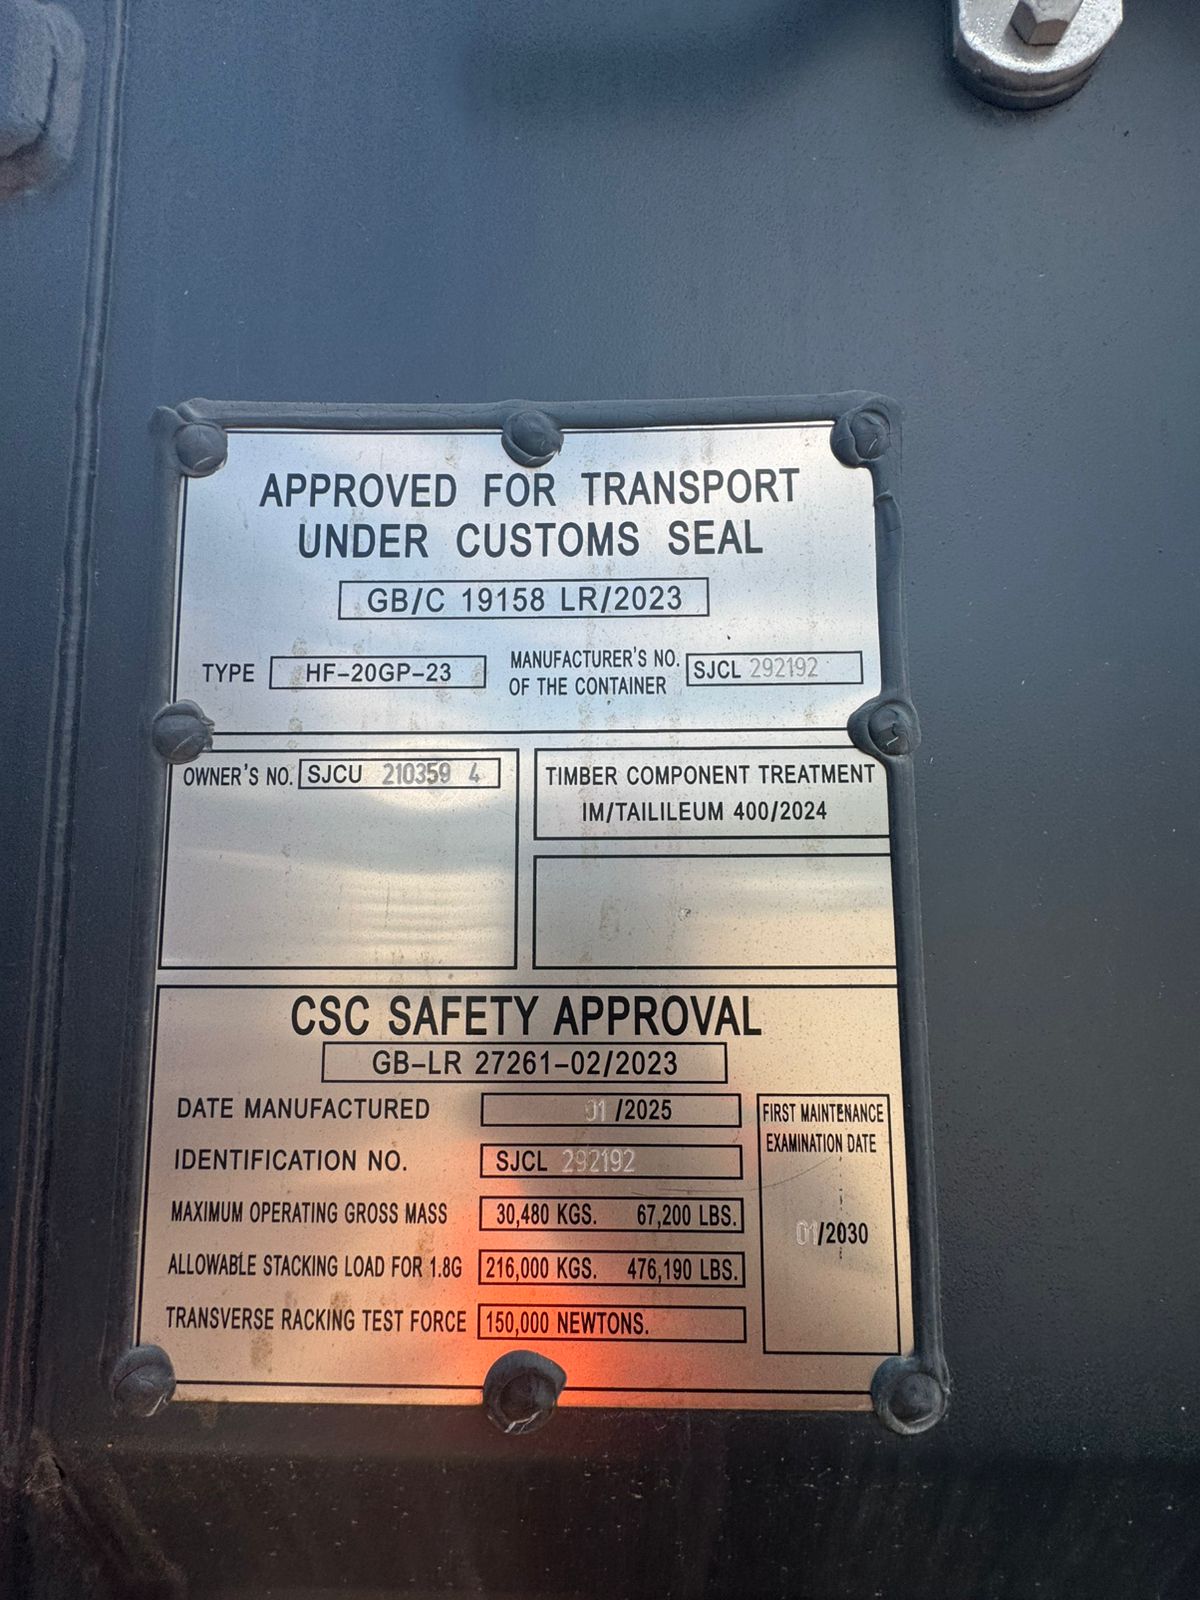 APPROVED FOR TRANSPORT
UNDER CUSTOMS SEAL
GB/C 19158 LR/2023
TYPE HF-20GP-23
MANUFACTURER'S NO.
OF THE CONTAINER
SJCL 292192
OWNER'S NO. SJCU 210359 4
TIMBER COMPONENT TREATMENT
IM/TAILILEUM 400/2024
CSC SAFETY APPROVAL
GB-LR 27261-02/2023
DATE MANUFACTURED 01/2025
IDENTIFICATION NO. SJCL 292192
MAXIMUM OPERATING GROSS MASS 30,480 KGS. 67,200 LBS.
ALLOWABLE STACKING LOAD FOR 1.8G 216,000 KGS. 476,190 LBS.
TRANSVERSE RACKING TEST FORCE 150,000 NEWTONS.
FIRST MAINTENANCE
EXAMINATION DATE
01/2030